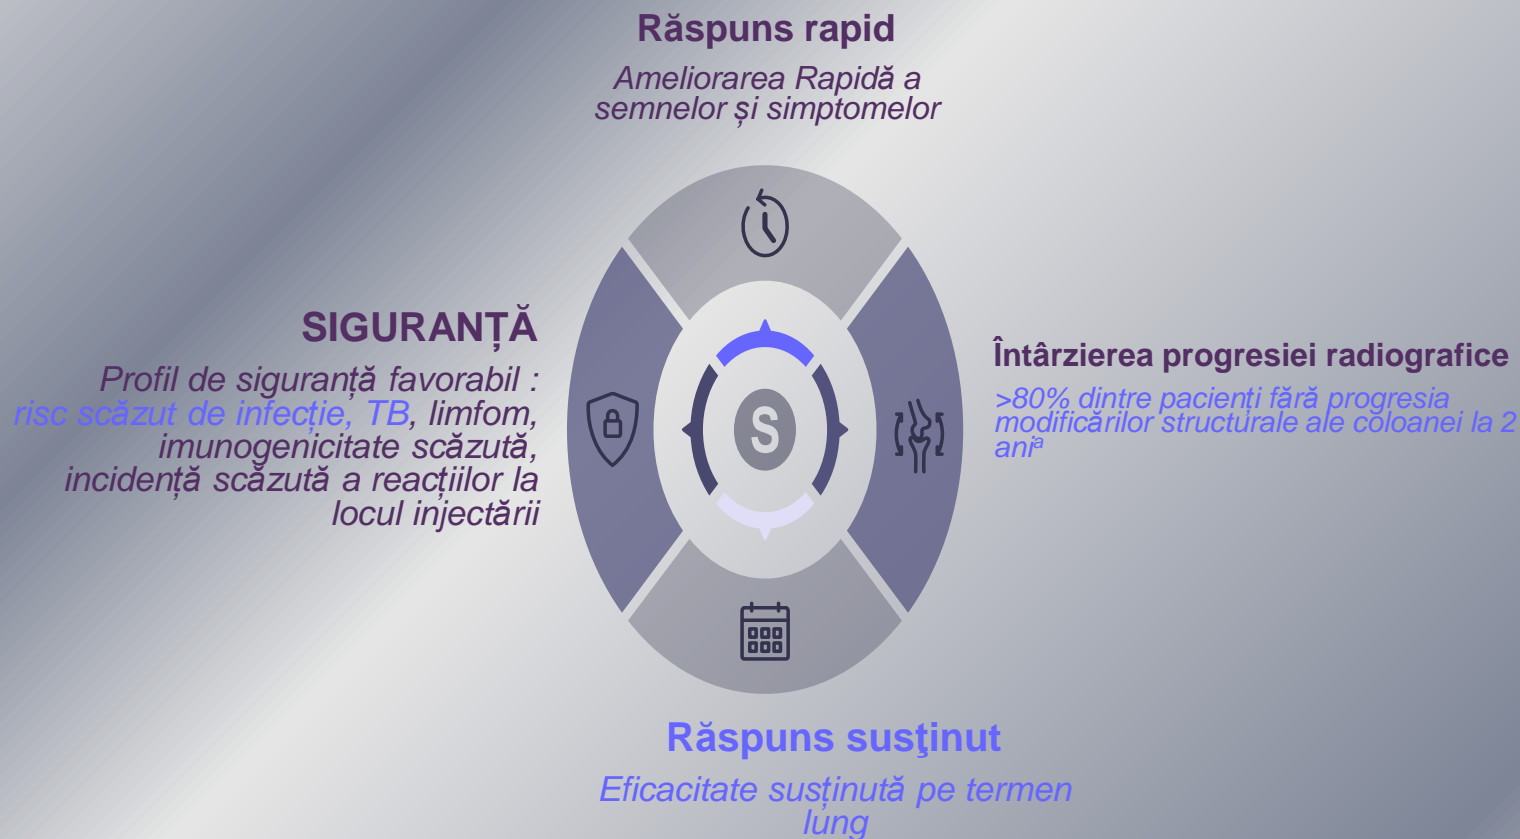 Răspuns rapid
Ameliorarea Rapidă a
semnelor și simptomelor
SIGURANȚĂ
Profil de siguranță favorabil :
risc scăzut de infecție, TB, limfom,
imunogenicitate scăzută,
incidență scăzută a reacțiilor la
locul injectării
S
Întârzierea progresiei radiografice
>80% dintre pacienți fără progresia
modificărilor structurale ale coloanei la 2
aniª
Răspuns susţinut
Eficacitate susținută pe termen
lung